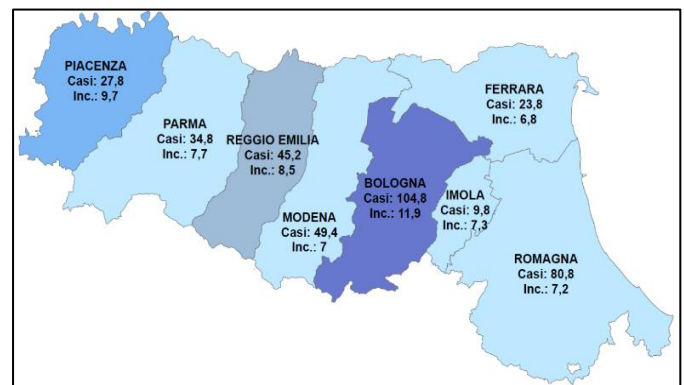 PIACENZA
Casi: 27,8
Inc.: 9,7
PARMA
Casi: 34,8
Inc.: 7,7
REGGIO EMILIA
Casi: 45,2
Inc.: 8,5
MODENA
Casi: 49,4
Inc.: 7
BOLOGNA
Casi: 104,8
Inc.: 11,9
FERRARA
Casi: 23,8
Inc.: 6,8
IMOLA
Casi: 9,8
Inc.: 7,3
ROMAGNA
Casi: 80,8
Inc.: 7,2